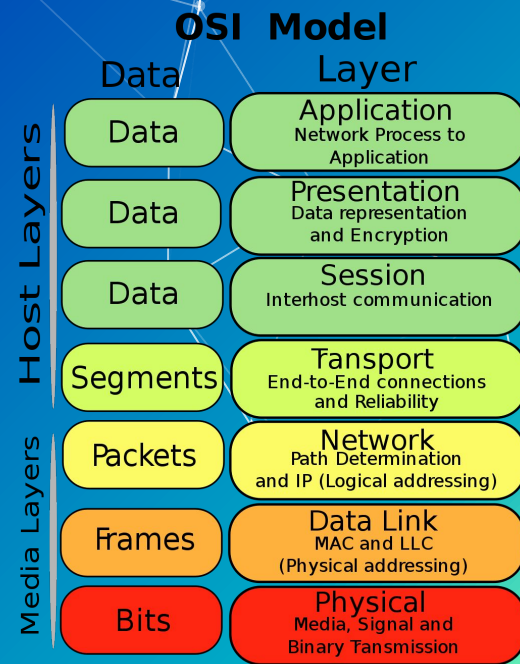 OSI Model
Data
Layer
Host Layers
Data
Application
Network Process to
Application
Data
Presentation
Data representation
and Encryption
Data
Session
Interhost communication
Segments
Tansport
End-to-End connections
and Reliability
Media Layers
Packets
Network
Path Determination
and IP (Logical addressing)
Frames
Data Link
MAC and LLC
(Physical addressing)
Bits
Physical
Media, Signal and
Binary Tansmission